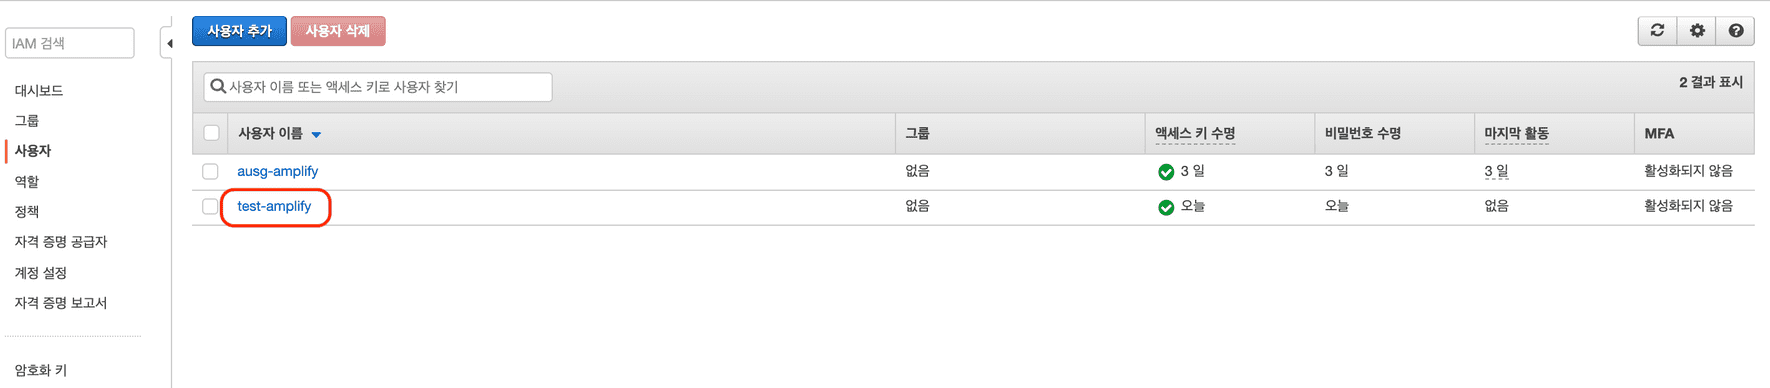 사용자 추가 사용자 삭제
IAM 검색
대시보드
그룹
사용자
역할
정책
자격 증명 공급자
계정 설정
자격 증명 보고서
암호화 키
사용자 이름 또는 액세스 키로 사용자 찾기 2 결과 표시
사용자 이름 그룹 액세스 키 수명 비밀번호 수명 마지막 활동 MFA
ausg-amplify 없음 3 일 3 일 3 일 활성화되지 않음
test-amplify 없음 오늘 오늘 없음 활성화되지 않음